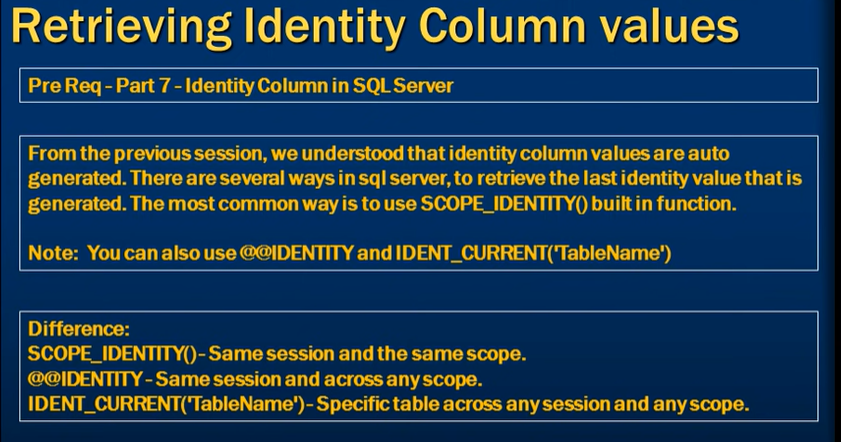 Retrieving Identity Column values
Pre Req - Part 7 - Identity Column in SQL Server
From the previous session, we understood that identity column values are auto
generated. There are several ways in sql server, to retrieve the last identity value that is
generated. The most common way is to use SCOPE_IDENTITY() built in function.
Note:  You can also use @@IDENTITY and IDENT_CURRENT('TableName')
Difference:
SCOPE_IDENTITY() - Same session and the same scope.
@@IDENTITY - Same session and across any scope.
IDENT_CURRENT('TableName') - Specific table across any session and any scope.